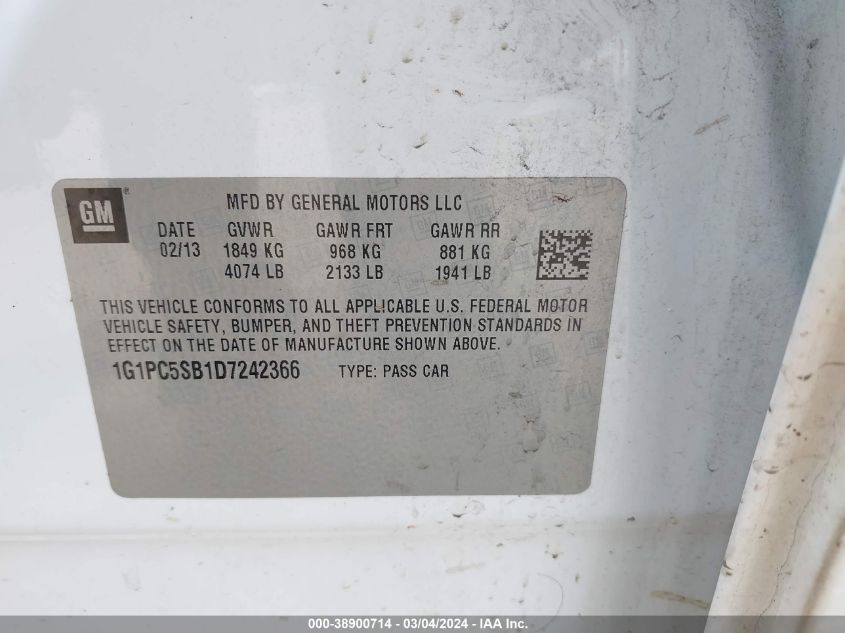 GM®
MFD BY GENERAL MOTORS LLC
DATE GVWR GAWR FRT GAWR RR
02/13 1849 KG 968 KG 881 KG
4074 LB 2133 LB 1941 LB
THIS VEHICLE CONFORMS TO ALL APPLICABLE U.S. FEDERAL MOTOR
VEHICLE SAFETY, BUMPER, AND THEFT PREVENTION STANDARDS IN
EFFECT ON THE DATE OF MANUFACTURE SHOWN ABOVE.
1G1PC5SB1D7242366 TYPE: PASS CAR
000-38900714 - 03/04/2024 - IAA Inc.